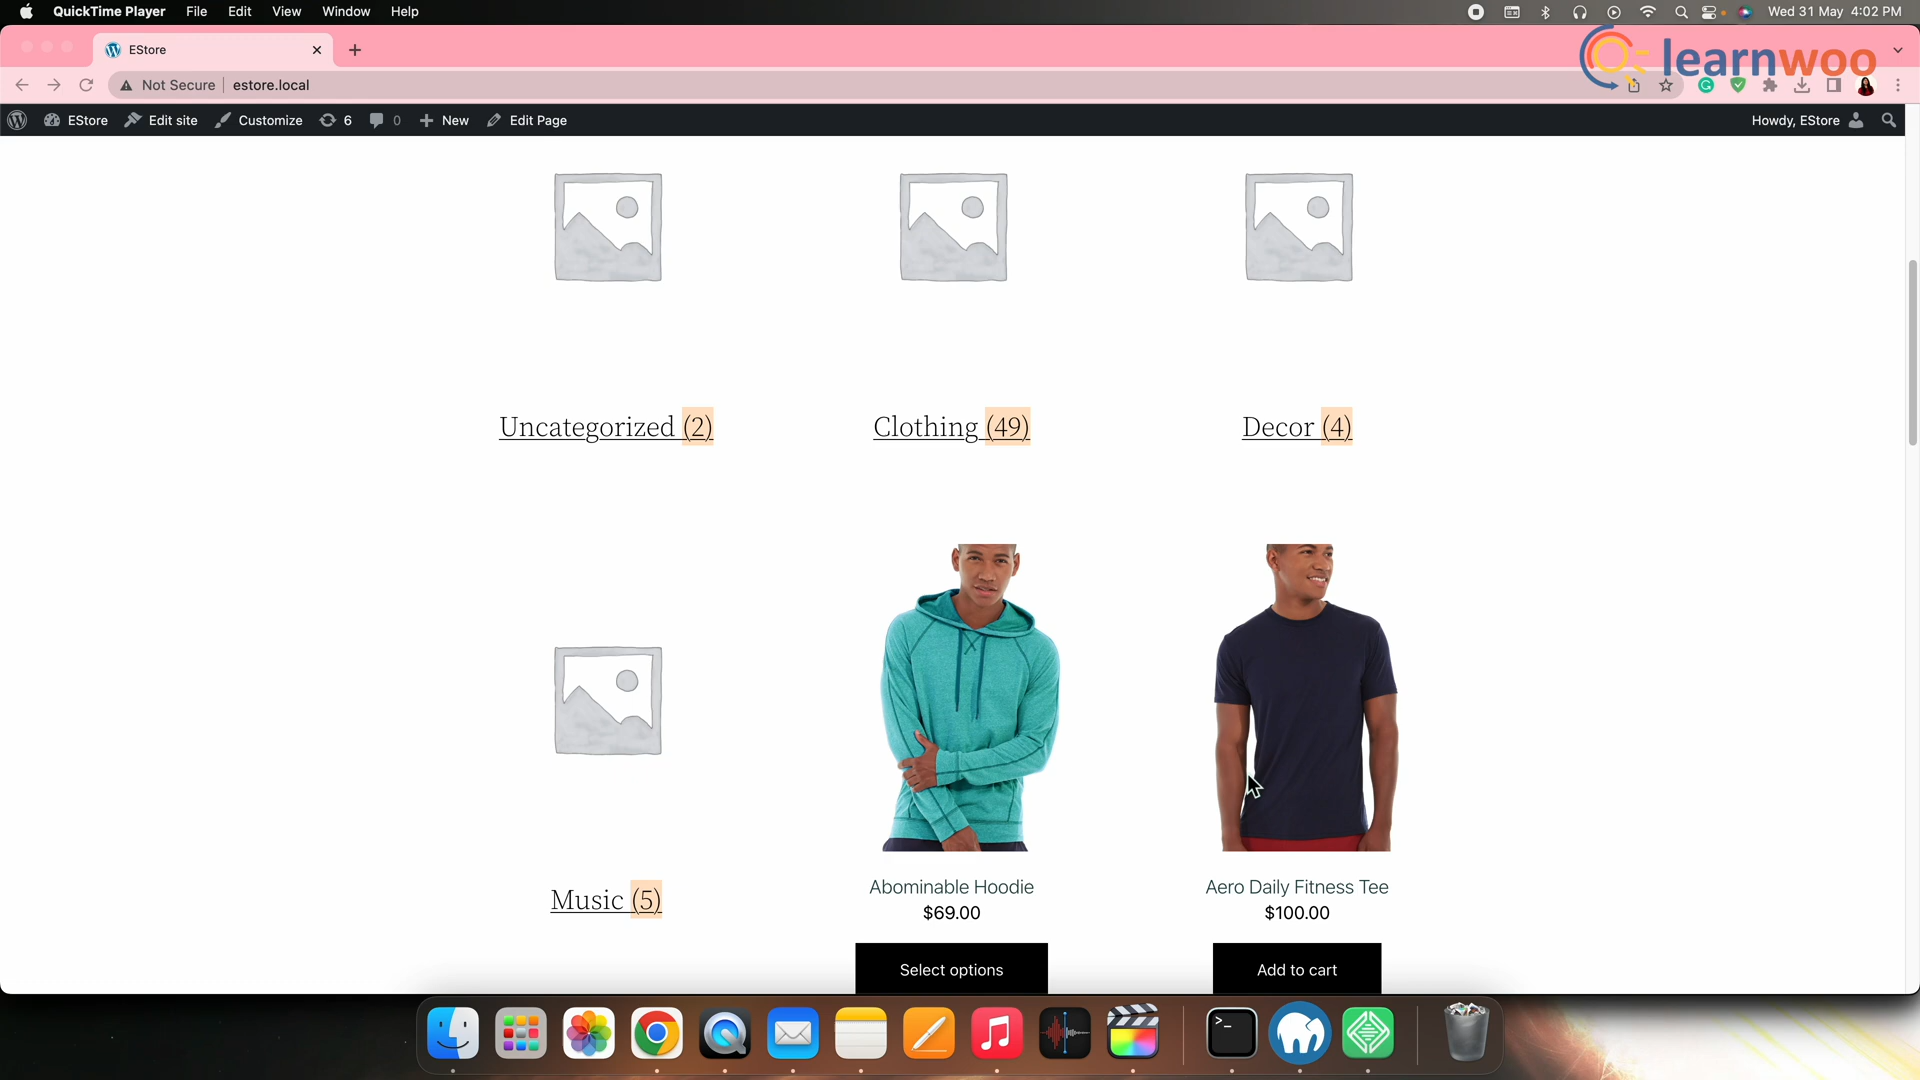 QuickTime Player File Edit View Window Help Wed 31 May 4:02 PM
EStore
learnwoo
Not Secure estore.local
EStore Edit site Customize 6 0 New Edit Page Howdy, EStore
Uncategorized (2) Clothing (49) Decor (4)
Music (5)
Abominable Hoodie Aero Daily Fitness Tee
$69.00 $100.00
Select options Add to cart